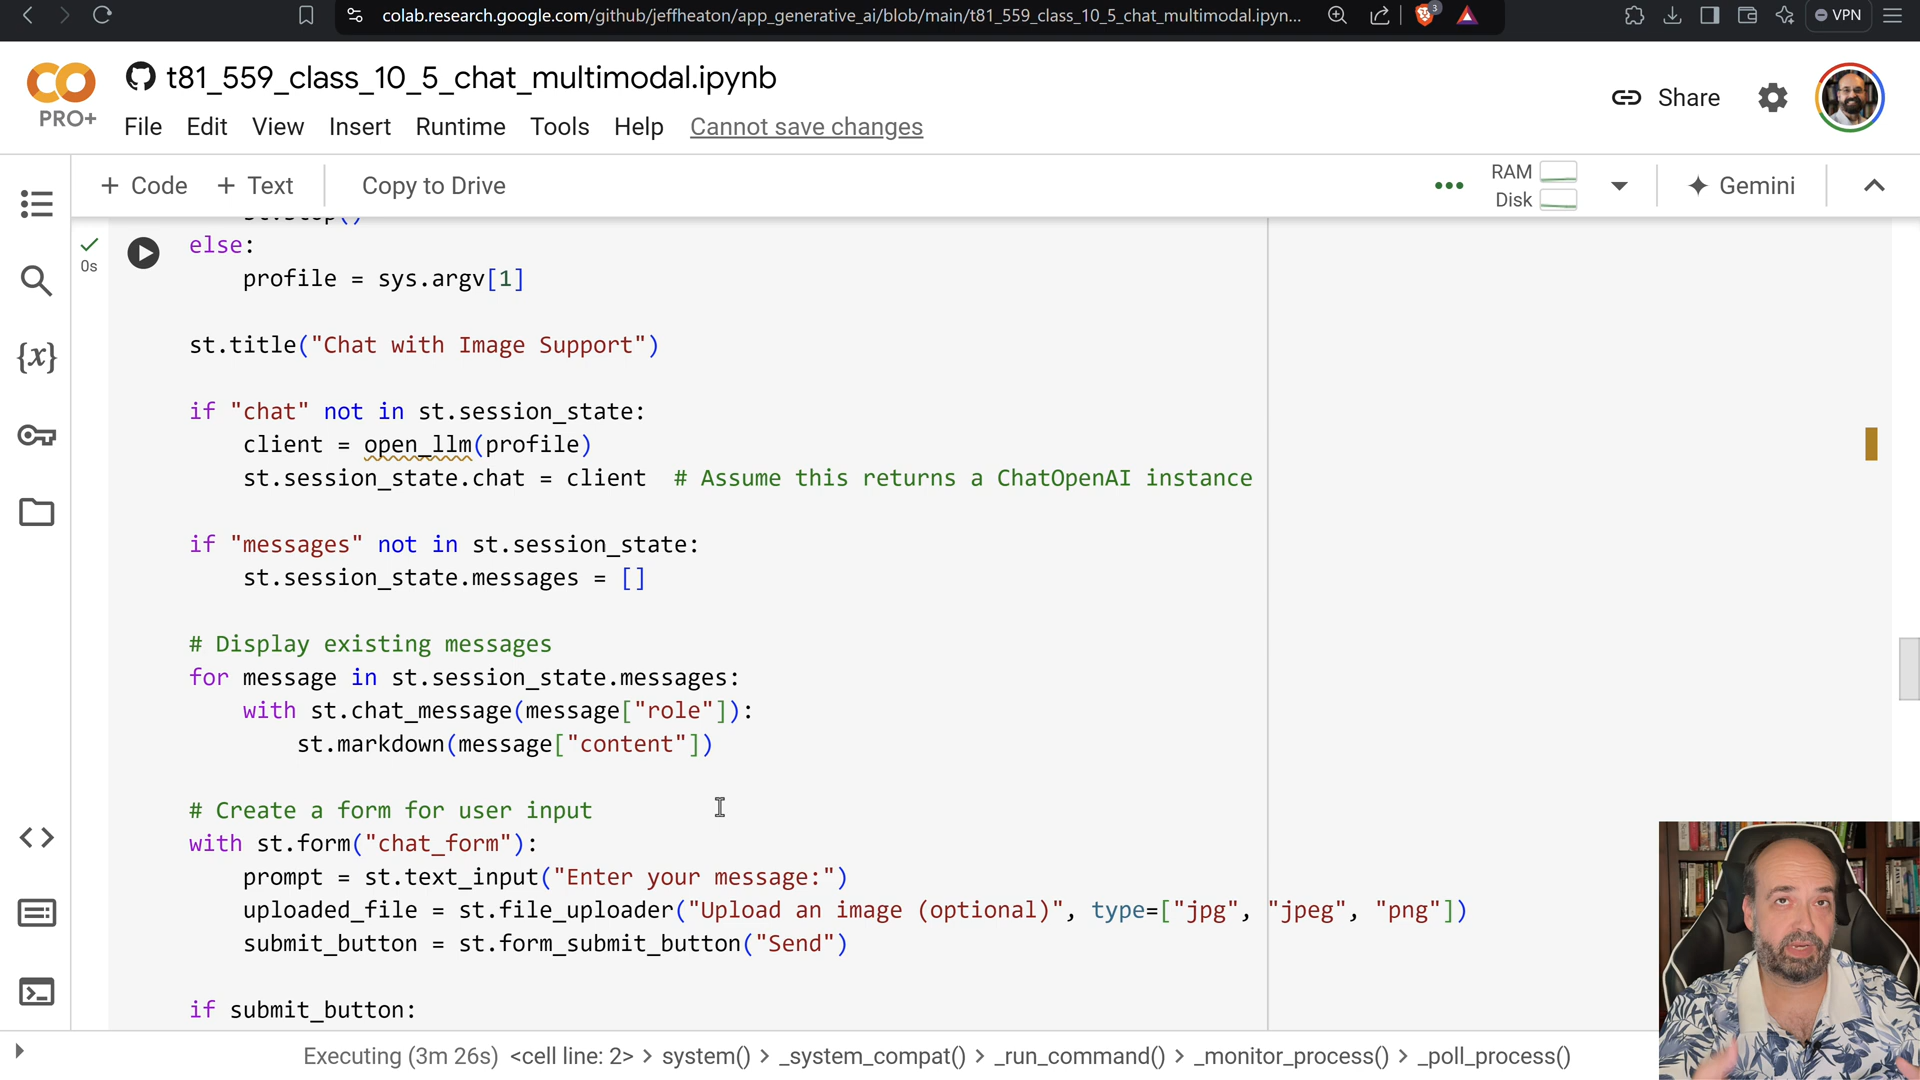 colab.research.google.com/github/jeffheaton/app_generative_ai/blob/main/t81_559_class_10_5_chat_multimodal.ipyn...
3
VPN
CO
PRO+
t81_559_class_10_5_chat_multimodal.ipynb
File Edit View Insert Runtime Tools Help Cannot save changes
Share
+ Code + Text Copy to Drive
RAM
Disk
Gemini
st.stop()
0s
else:
profile = sys.argv[1]
st.title("Chat with Image Support")
if "chat" not in st.session_state:
client = open_llm(profile)
st.session_state.chat = client # Assume this returns a ChatOpenAI instance
if "messages" not in st.session_state:
st.session_state.messages = []
# Display existing messages
for message in st.session_state.messages:
with st.chat_message(message["role"]):
st.markdown(message["content"])
# Create a form for user input
with st.form("chat_form"):
prompt = st.text_input("Enter your message:")
uploaded_file = st.file_uploader("Upload an image (optional)", type=["jpg", "jpeg", "png"])
submit_button = st.form_submit_button("Send")
if submit_button:
{x}
Executing (3m 26s) <cell line: 2> > system() > _system_compat() > _run_command() > _monitor_process() > _poll_process()